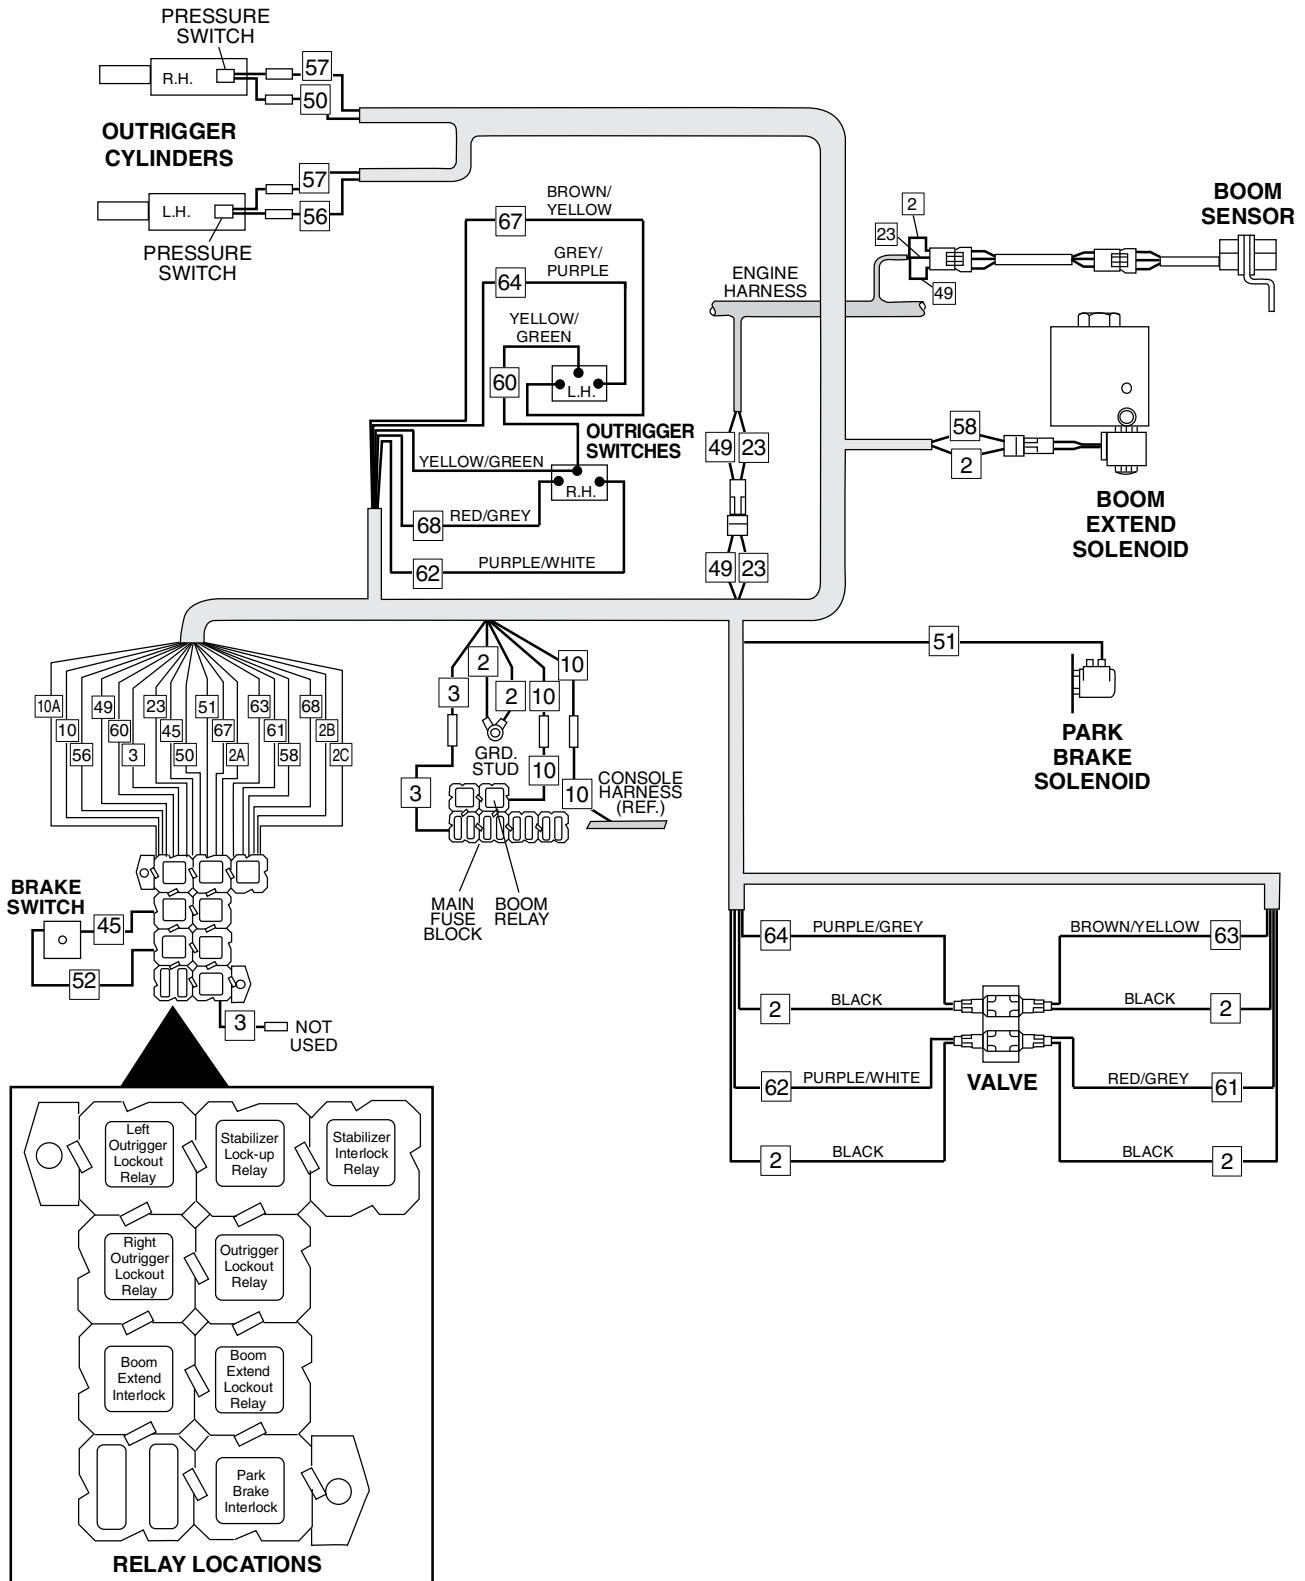 PRESSURE
SWITCH
R.H.
57
50
OUTRIGGER
CYLINDERS
57
L.H.
56
PRESSURE
SWITCH
BROWN/
YELLOW
67
GREY/
PURPLE
64
YELLOW/
GREEN
60
L.H.
OUTRIGGER
SWITCHES
YELLOW/GREEN
R.H.
68
RED/GREY
62
PURPLE/WHITE
ENGINE
HARNESS
2
23
49
BOOM
SENSOR
49
23
49
23
58
2
BOOM
EXTEND
SOLENOID
51
PARK
BRAKE
SOLENOID
10A
10
56
49
60
3
23
45
50
51
67
2A
63
61
58
68
2B
2C
2
10
3
2
10
GRD.
STUD
10
3
10
CONSOLE
HARNESS
(REF.)
MAIN
FUSE
BLOCK
BOOM
RELAY
BRAKE
SWITCH
45
52
3
NOT
USED
64
PURPLE/GREY
BROWN/YELLOW
63
2
BLACK
BLACK
2
62
PURPLE/WHITE
VALVE
RED/GREY
61
2
BLACK
BLACK
2
Left
Outrigger
Lockout
Relay
Stabilizer
Lock-up
Relay
Stabilizer
Interlock
Relay
Right
Outrigger
Lockout
Relay
Outrigger
Lockout
Relay
Boom
Extend
Interlock
Boom
Extend
Lockout
Relay
Park
Brake
Interlock
RELAY LOCATIONS